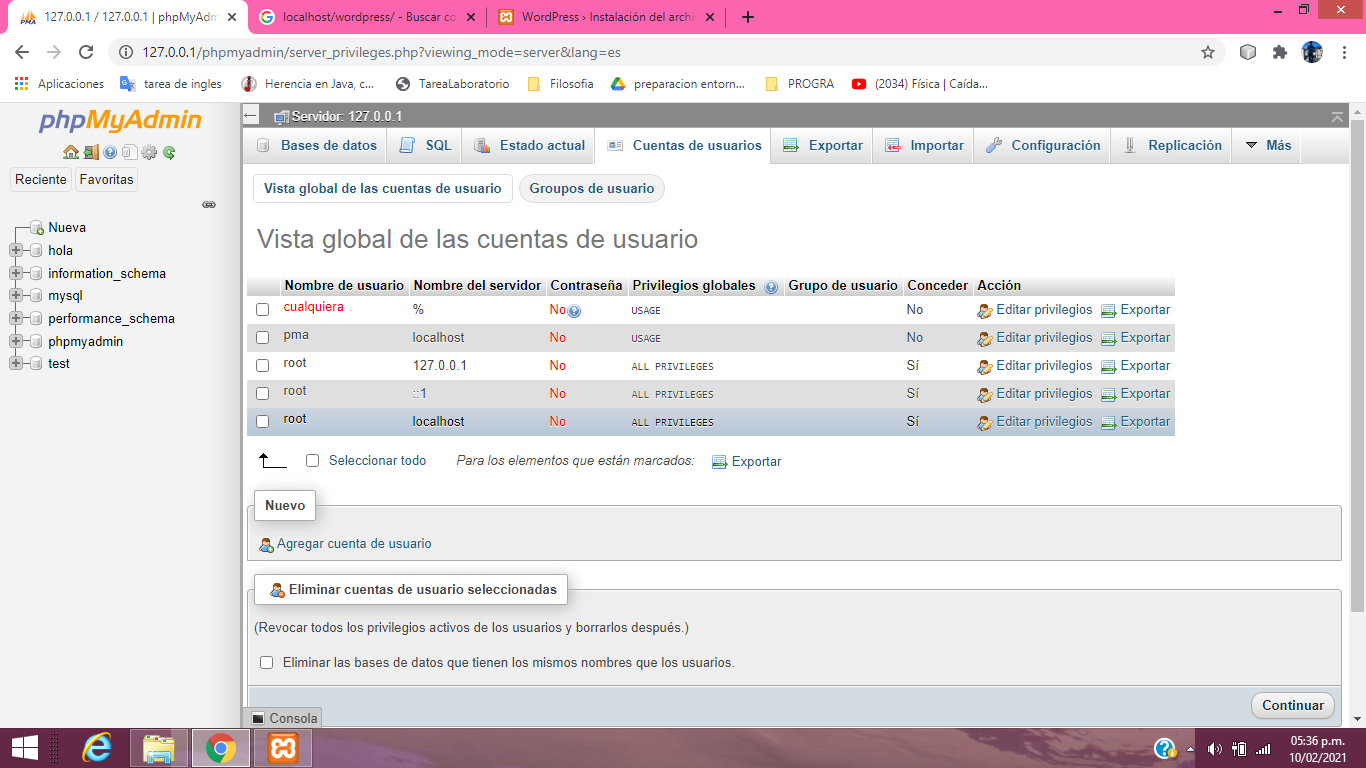 127.0.0.1 / 127.0.0.1 | phpMyAdm
localhost/wordpress/ - Buscar co
WordPress › Instalación del archi
127.0.0.1/phpmyadmin/server_privileges.php?viewing_mode=server&lang=es
Aplicaciones
tarea de ingles
Herencia en Java, c...
TareaLaboratorio
Filosofia
preparacion entorn...
PROGRA
(2034) Física | Caída...
phpMyAdmin
Reciente
Favoritas
Nueva
hola
information_schema
mysql
performance_schema
phpmyadmin
test
Servidor: 127.0.0.1
Bases de datos
SQL
Estado actual
Cuentas de usuarios
Exportar
Importar
Configuración
Replicación
Más
Vista global de las cuentas de usuario
Groupos de usuario
Vista global de las cuentas de usuario
Nombre de usuario Nombre del servidor Contraseña Privilegios globales Grupo de usuario Conceder Acción
cualquiera % No USAGE No Editar privilegios Exportar
pma localhost No USAGE No Editar privilegios Exportar
root 127.0.0.1 No ALL PRIVILEGES Sí Editar privilegios Exportar
root ::1 No ALL PRIVILEGES Sí Editar privilegios Exportar
root localhost No ALL PRIVILEGES Sí Editar privilegios Exportar
Seleccionar todo Para los elementos que están marcados: Exportar
Nuevo
Agregar cuenta de usuario
Eliminar cuentas de usuario seleccionadas
(Revocar todos los privilegios activos de los usuarios y borrarlos después.)
Eliminar las bases de datos que tienen los mismos nombres que los usuarios.
Continuar
Consola
05:36 p.m.
10/02/2021